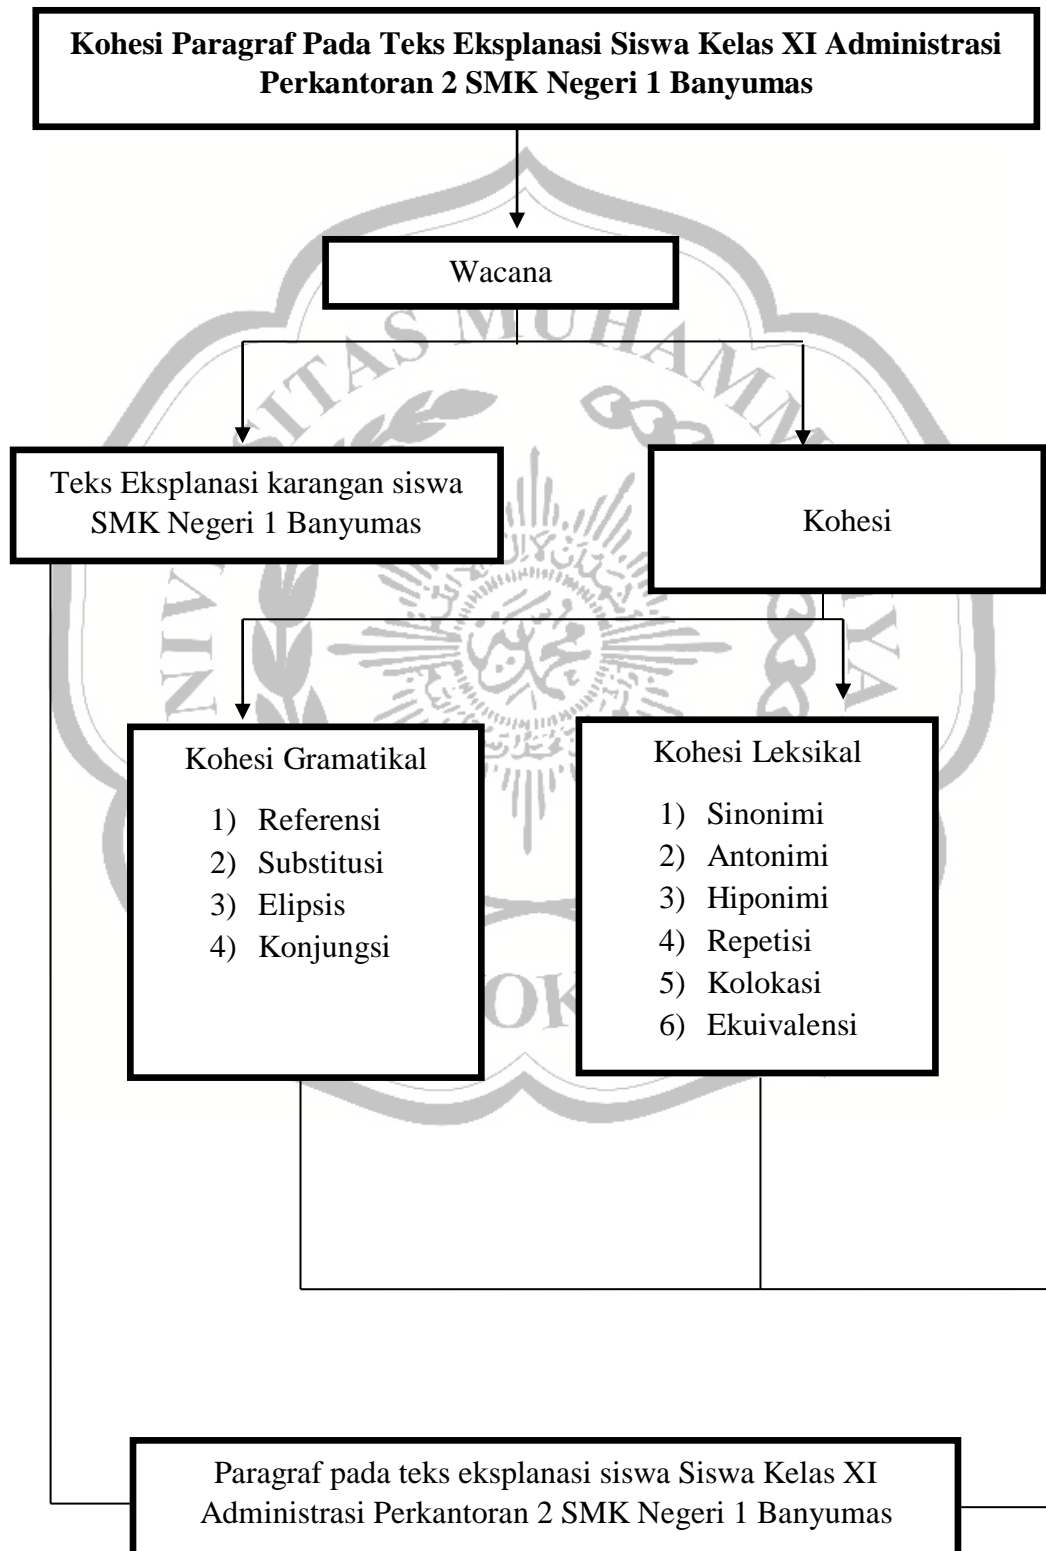 Kohesi Paragraf Pada Teks Eksplanasi Siswa Kelas XI Administrasi
Perkantoran 2 SMK Negeri 1 Banyumas
Wacana
Teks Eksplanasi karangan siswa
SMK Negeri 1 Banyumas
Kohesi
Kohesi Gramatikal
1) Referensi
2) Substitusi
3) Elipsis
4) Konjungsi
Kohesi Leksikal
1) Sinonimi
2) Antonimi
3) Hiponimi
4) Repetisi
5) Kolokasi
6) Ekuivalensi
Paragraf pada teks eksplanasi siswa Siswa Kelas XI
Administrasi Perkantoran 2 SMK Negeri 1 Banyumas